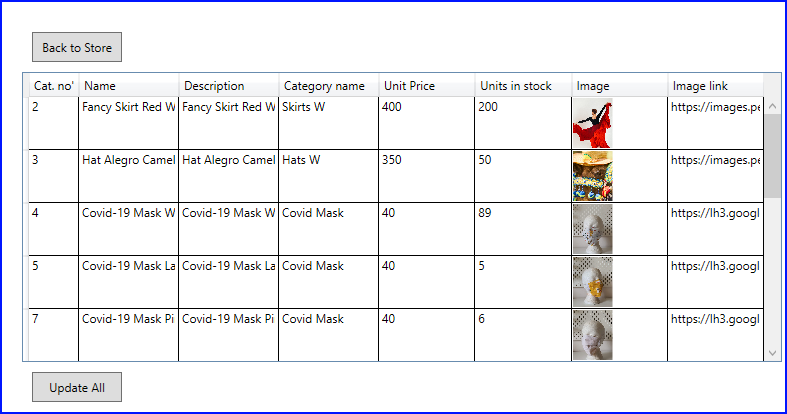 Back to Store
Cat. no' Name Description Category name Unit Price Units in stock Image Image link
2 Fancy Skirt Red W Fancy Skirt Red W Skirts W 400 200 https://images.pe
3 Hat Alegro Camel Hat Alegro Camel Hats W 350 50 https://images.pe
4 Covid-19 Mask W Covid-19 Mask W Covid Mask 40 89 https://lh3.googl
5 Covid-19 Mask La Covid-19 Mask La Covid Mask 40 5 https://lh3.googl
7 Covid-19 Mask Pi Covid-19 Mask Pi Covid Mask 40 6 https://lh3.googl
Update All